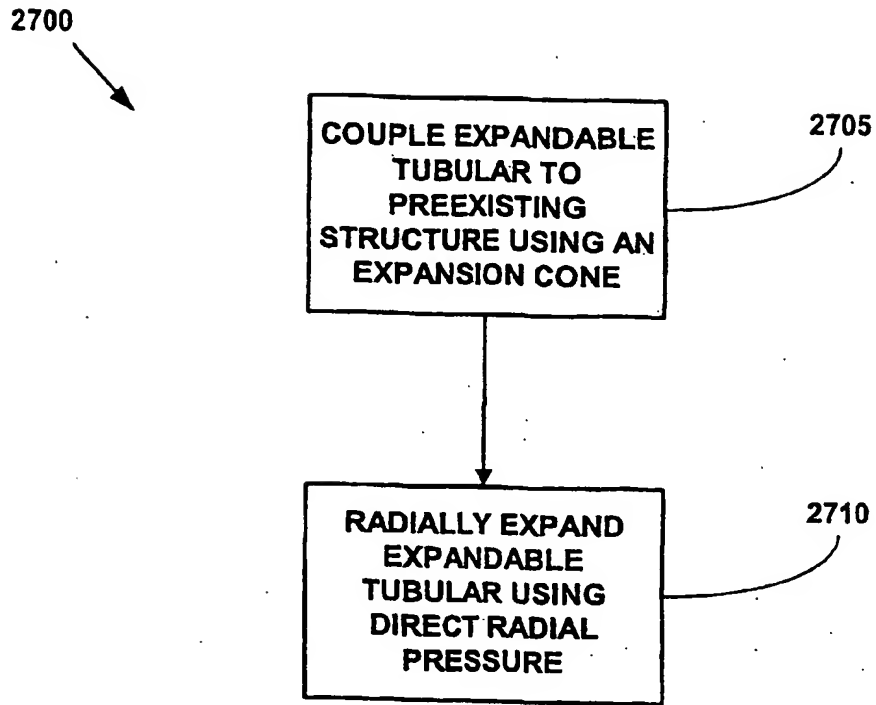 2700
COUPLE EXPANDABLE
TUBULAR TO
PREEXISTING
STRUCTURE USING AN
EXPANSION CONE
2705
RADIALLY EXPAND
EXPANDABLE
TUBULAR USING
DIRECT RADIAL
PRESSURE
2710